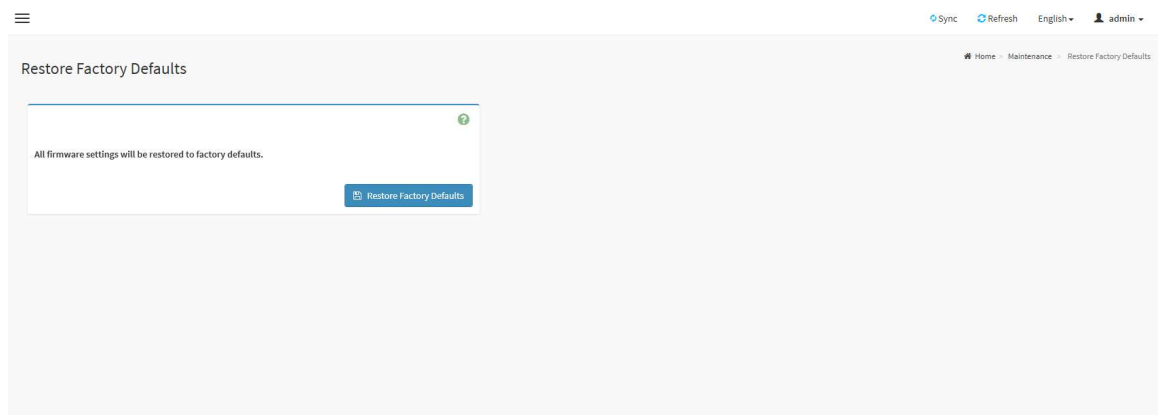 Sync Refresh English admin
Home > Maintenance > Restore Factory Defaults
Restore Factory Defaults
?
All firmware settings will be restored to factory defaults.
Restore Factory Defaults